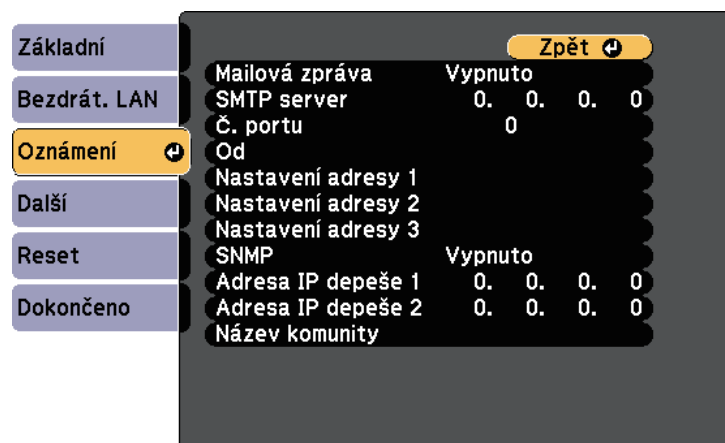 Základní
Bezdrát. LAN
Oznámení
Další
Reset
Dokončeno
Zpět
Mailová zpráva Vypnuto
SMTP server 0. 0. 0. 0
Č. portu 0
Od
Nastavení adresy 1
Nastavení adresy 2
Nastavení adresy 3
SNMP Vypnuto
Adresa IP depeše 1 0. 0. 0. 0
Adresa IP depeše 2 0. 0. 0. 0
Název komunity